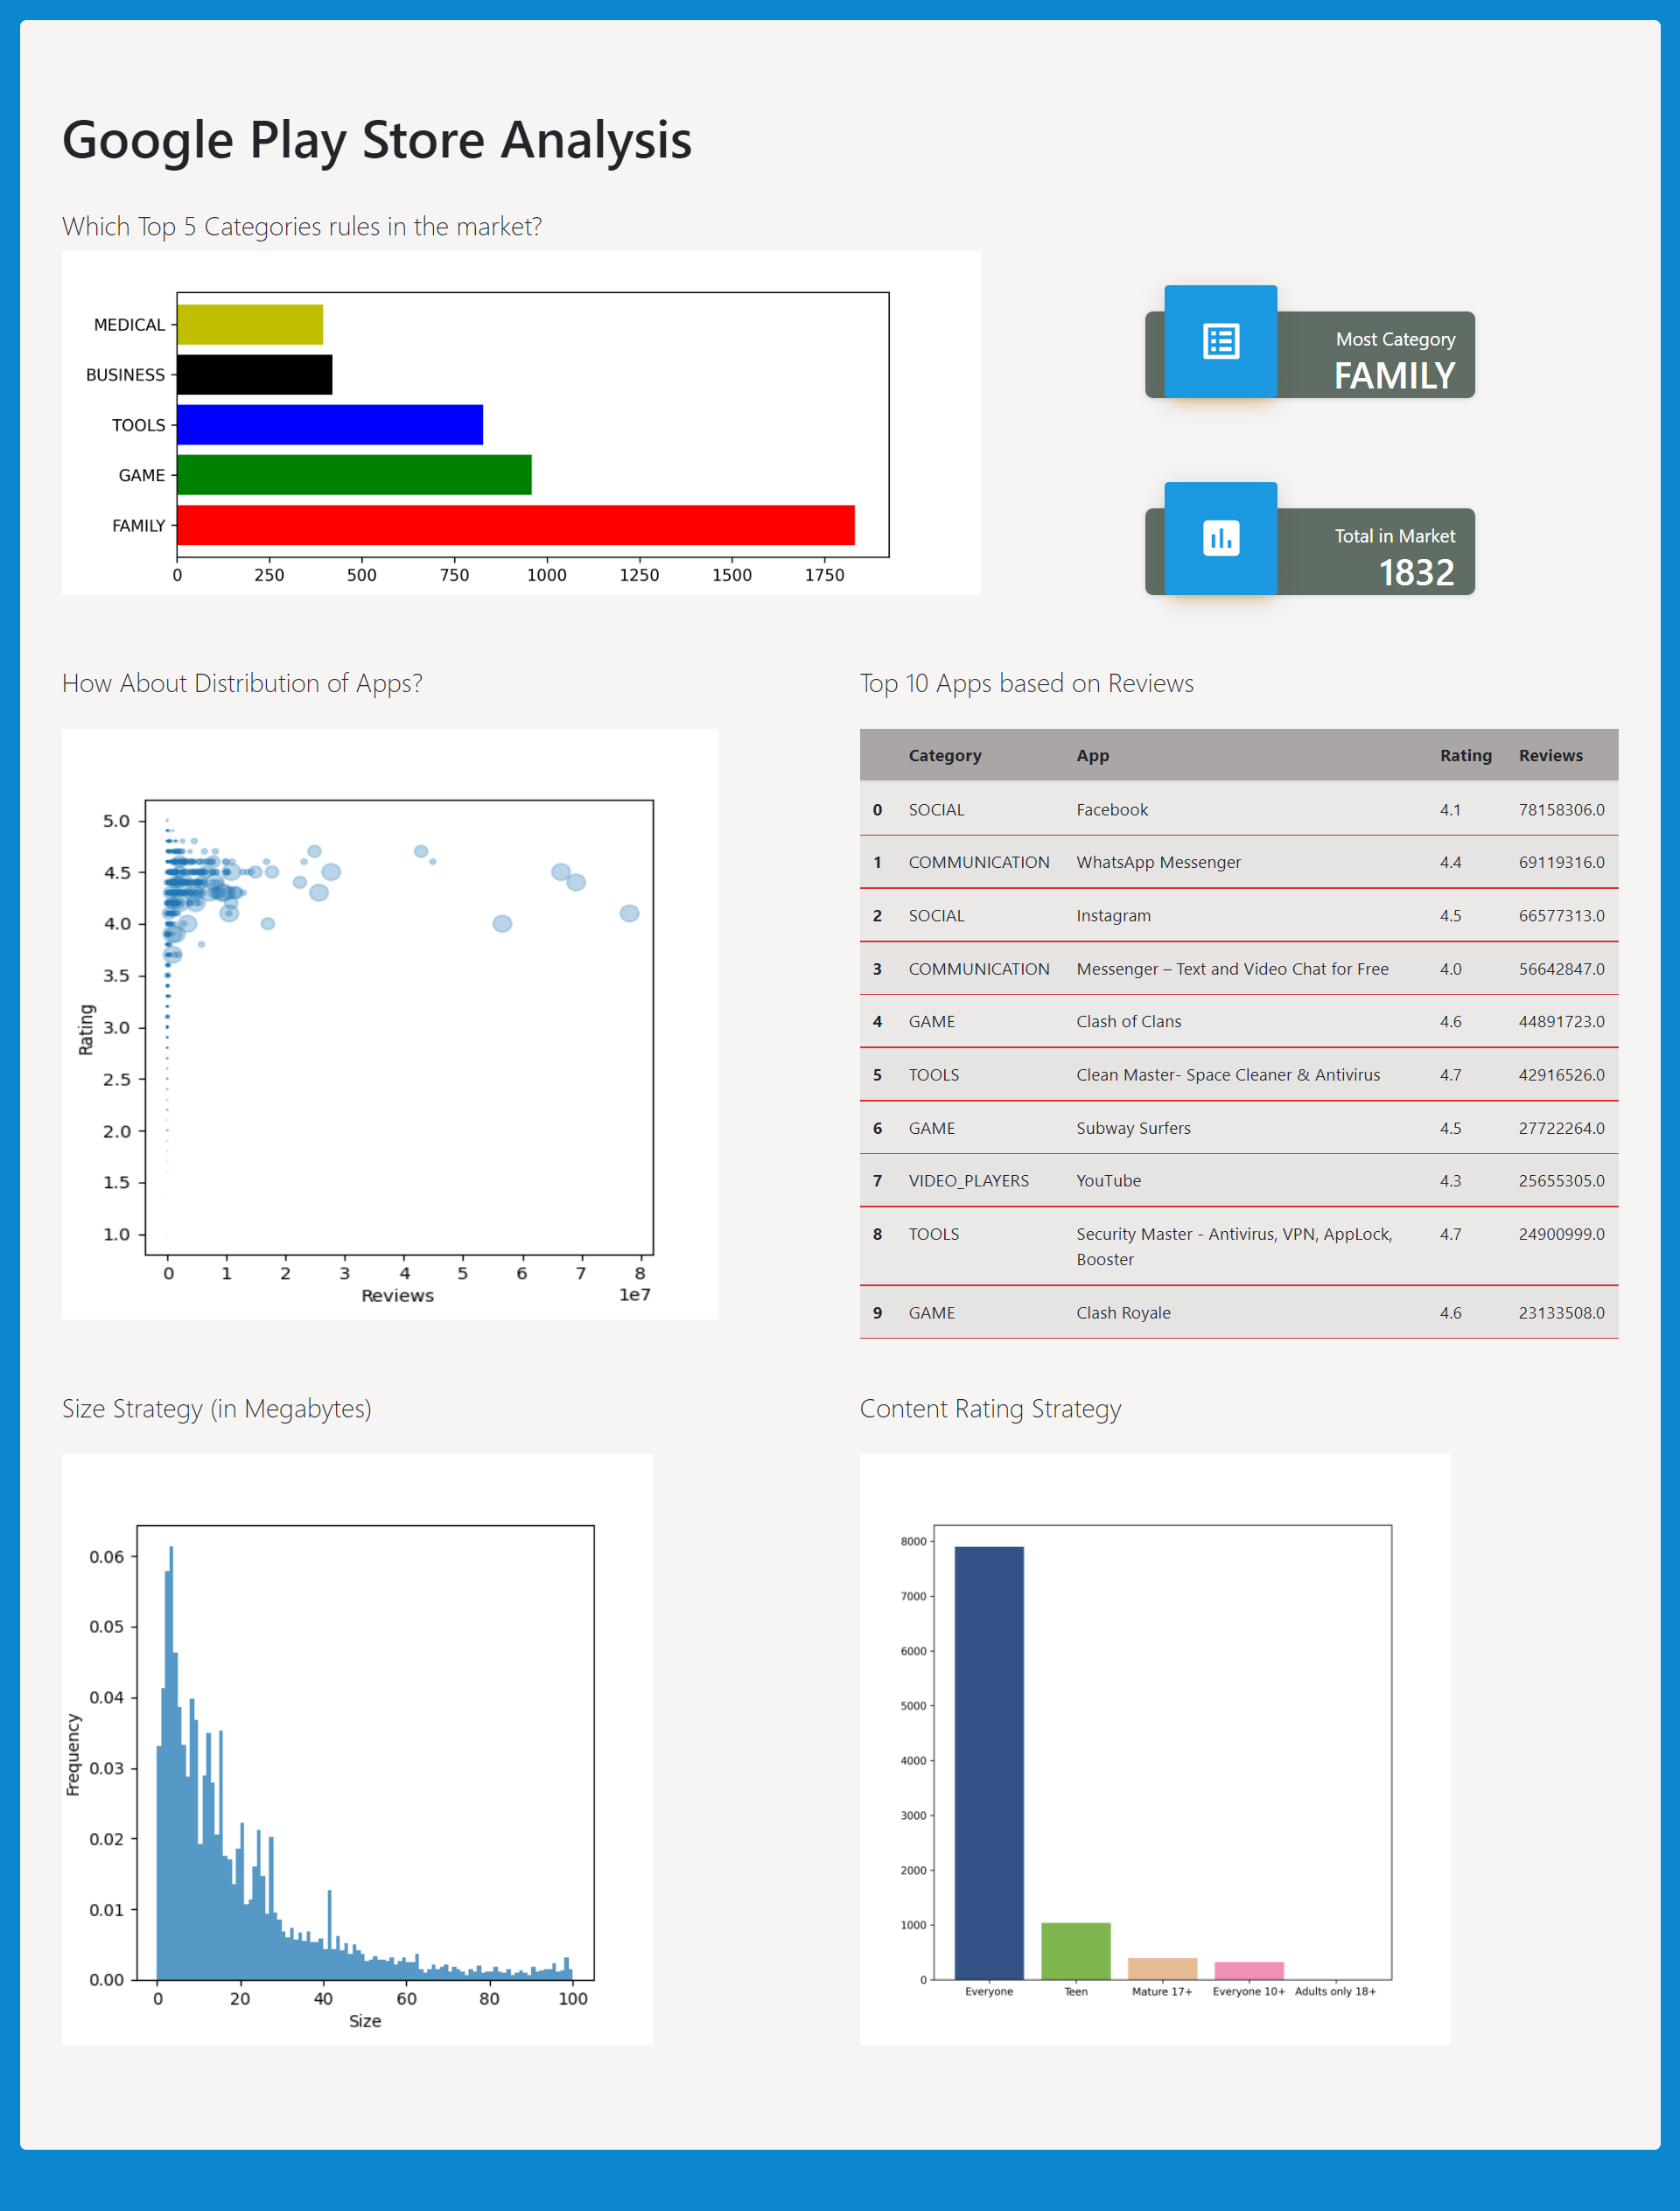 Google Play Store Analysis
Which Top 5 Categories rules in the market?
MEDICAL
BUSINESS
TOOLS
GAME
FAMILY
0 250 500 750 1000 1250 1500 1750
Most Category
FAMILY
Total in Market
1832
How About Distribution of Apps?
5.0
4.5
4.0
3.5
3.0
2.5
2.0
1.5
1.0
Rating
0 1 2 3 4 5 6 7 8
Reviews
1e7
Top 10 Apps based on Reviews
Category App Rating Reviews
0 SOCIAL Facebook 4.1 78158306.0
1 COMMUNICATION WhatsApp Messenger 4.4 69119316.0
2 SOCIAL Instagram 4.5 66577313.0
3 COMMUNICATION Messenger – Text and Video Chat for Free 4.0 56642847.0
4 GAME Clash of Clans 4.6 44891723.0
5 TOOLS Clean Master- Space Cleaner & Antivirus 4.7 42916526.0
6 GAME Subway Surfers 4.5 27722264.0
7 VIDEO_PLAYERS YouTube 4.3 25655305.0
8 TOOLS Security Master - Antivirus, VPN, AppLock, 4.7 24900999.0
Booster
9 GAME Clash Royale 4.6 23133508.0
Size Strategy (in Megabytes)
0.06
0.05
0.04
0.03
0.02
0.01
0.00
Frequency
0 20 40 60 80 100
Size
Content Rating Strategy
8000
7000
6000
5000
4000
3000
2000
1000
0
Everyone Teen Mature 17+ Everyone 10+ Adults only 18+